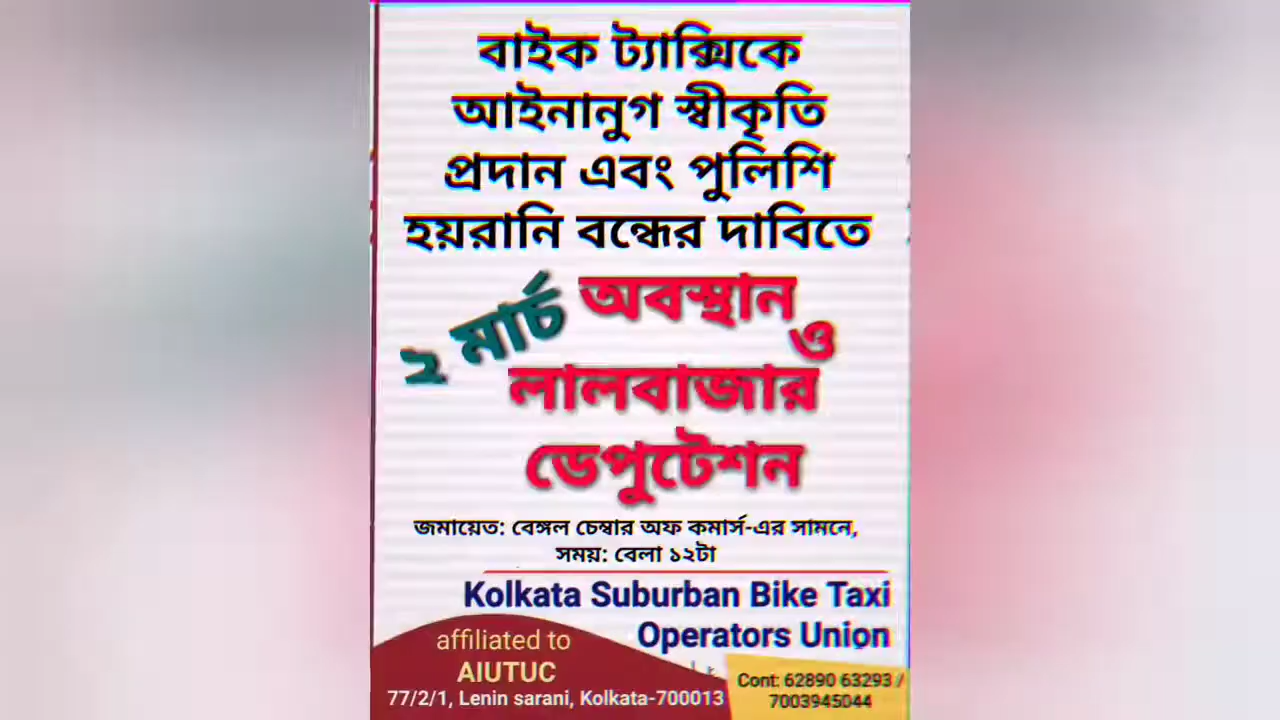 বাইক ট্যাক্সিকে
আইনানুগ স্বীকৃতি
প্রদান এবং পুলিশি
হয়রানি বন্ধের দাবিতে
২ মার্চ অবস্থান
ও
লালবাজার
ডেপুটেশন
জমায়েত: বেঙ্গল চেম্বার অফ কমার্স-এর সামনে,
সময়: বেলা ১২টা
Kolkata Suburban Bike Taxi
Operators Union
affiliated to
AIUTUC
77/2/1, Lenin sarani, Kolkata-700013
Cont: 62890 63293 /
7003945044